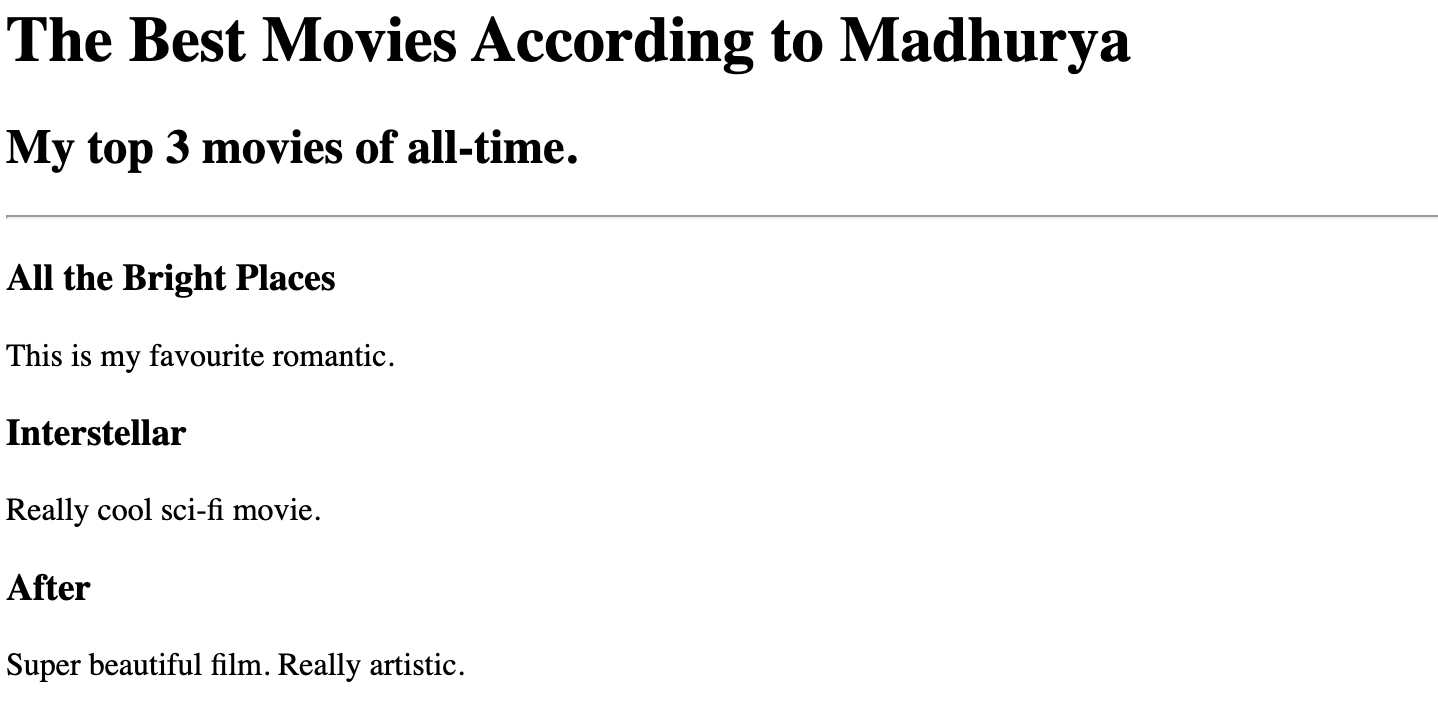 The Best Movies According to Madhurya
My top 3 movies of all-time.
All the Bright Places
This is my favourite romantic.
Interstellar
Really cool sci-fi movie.
After
Super beautiful film. Really artistic.